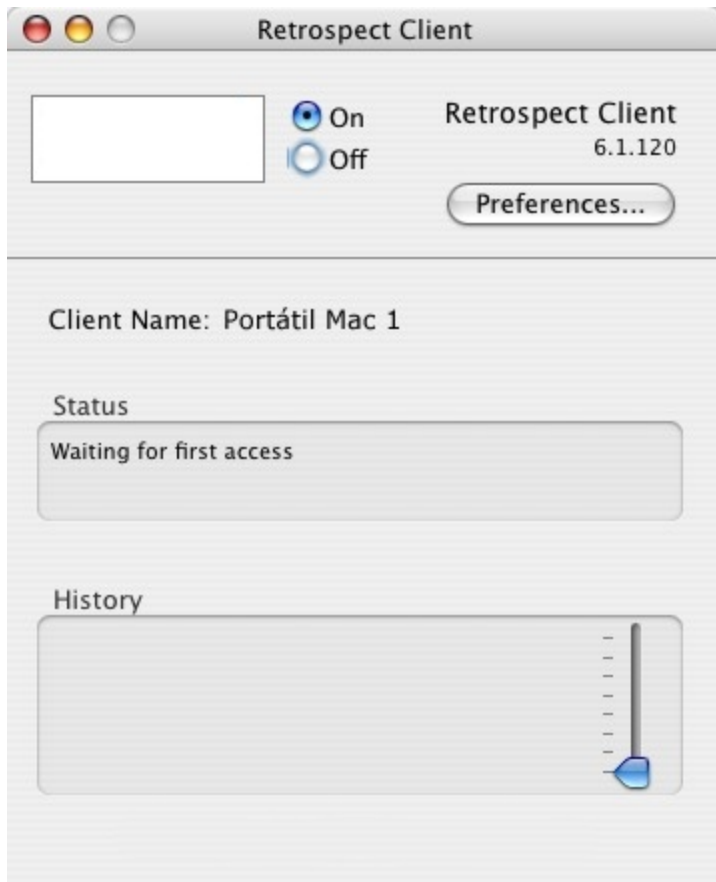 Retrospect Client
On
Off
Retrospect Client
6.1.120
Preferences...
Client Name: Portátil Mac 1
Status
Waiting for first access
History